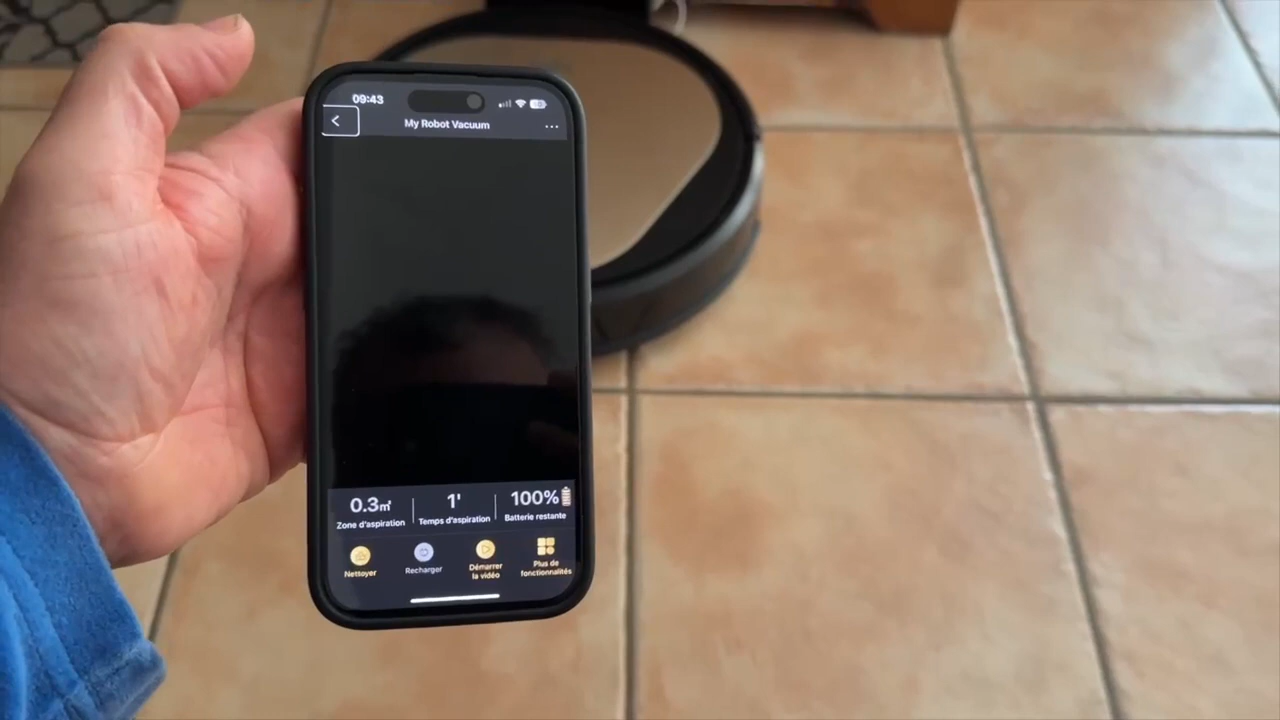 09:43
My Robot Vacuum
0.3㎡ 1' 100%
Zone d'aspiration Temps d'aspiration Batterie restante
Nettoyer Recharger Démarrer la vidéo Plus de fonctionnalités